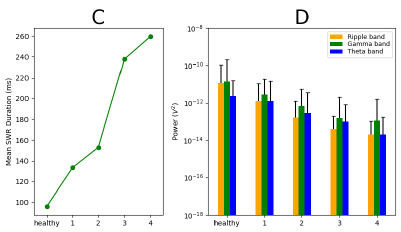 C
D
Mean SWR Duration (ms)
260
240
220
200
180
160
140
120
100
healthy 1 2 3 4
Power (V²)
10⁻⁸
10⁻¹⁰
10⁻¹²
10⁻¹⁴
10⁻¹⁶
10⁻¹⁸
Ripple band
Gamma band
Theta band
healthy 1 2 3 4